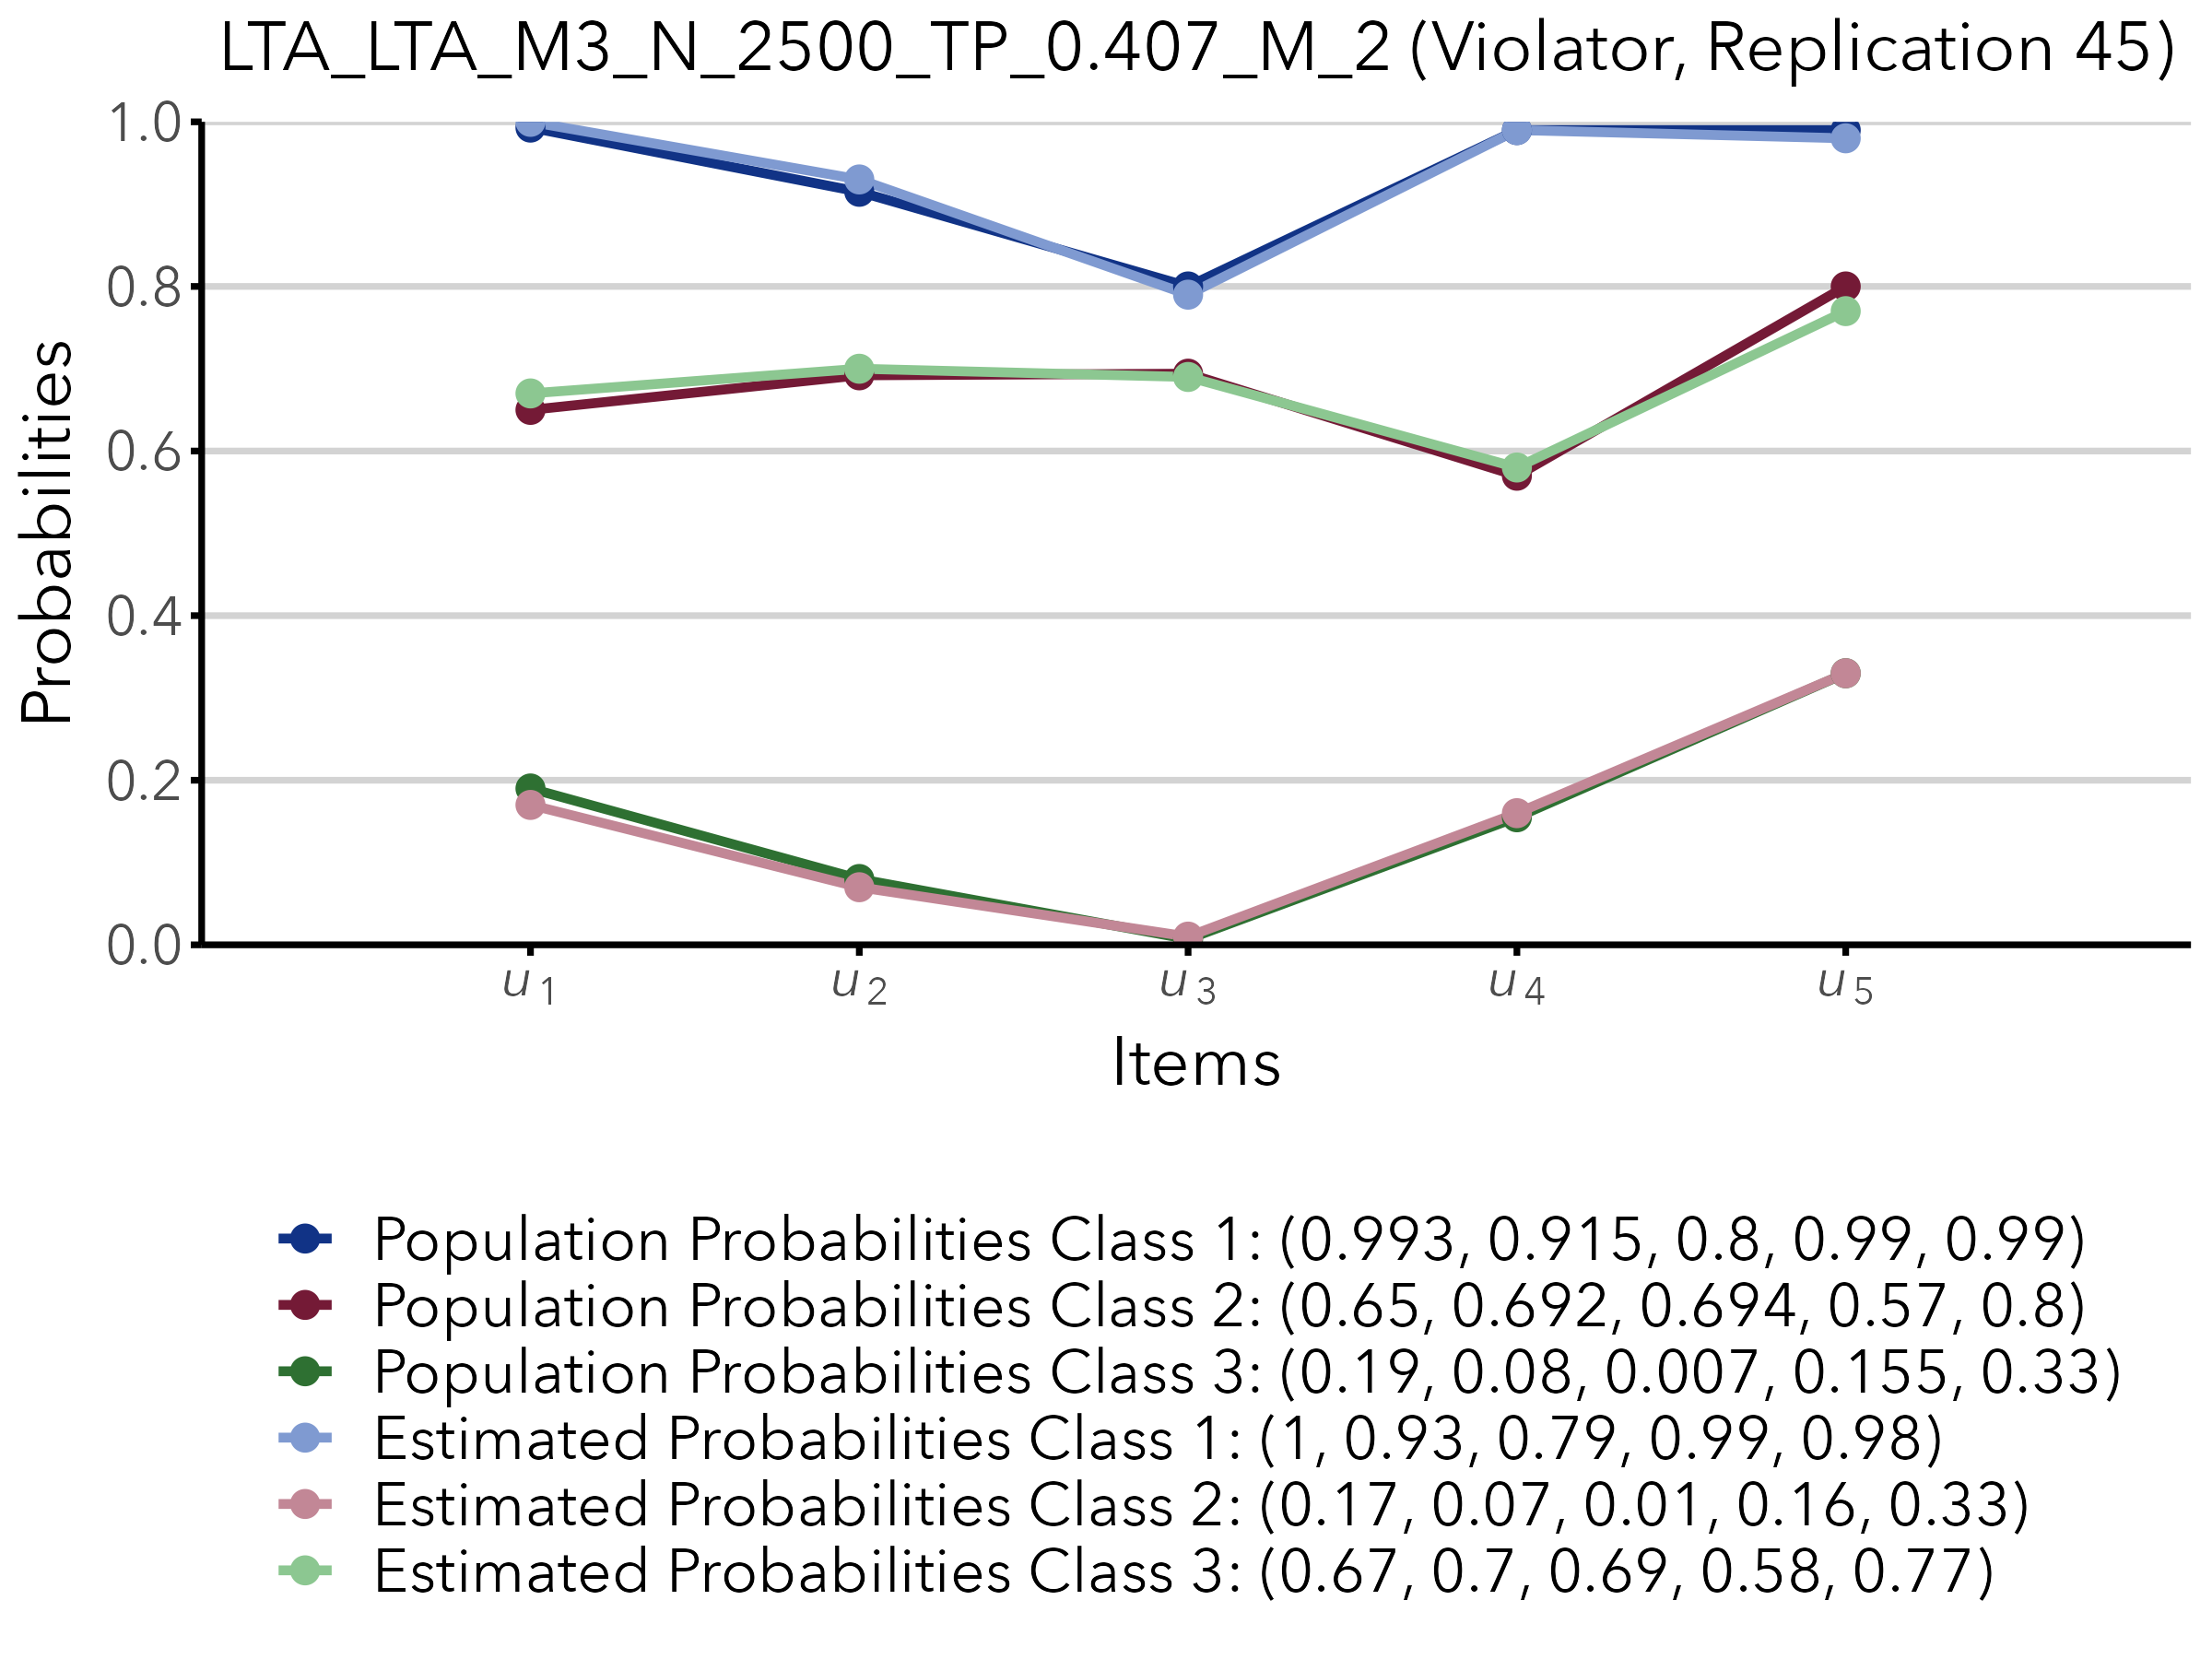 LTA_LTA_M3_N_2500_TP_0.407_M_2 (Violator, Replication 45)
1.0
0.8
0.6
0.4
0.2
0.0
Probabilities
u1
u2
u3
u4
u5
Items
Population Probabilities Class 1: (0.993, 0.915, 0.8, 0.99, 0.99)
Population Probabilities Class 2: (0.65, 0.692, 0.694, 0.57, 0.8)
Population Probabilities Class 3: (0.19, 0.08, 0.007, 0.155, 0.33)
Estimated Probabilities Class 1: (1, 0.93, 0.79, 0.99, 0.98)
Estimated Probabilities Class 2: (0.17, 0.07, 0.01, 0.16, 0.33)
Estimated Probabilities Class 3: (0.67, 0.7, 0.69, 0.58, 0.77)